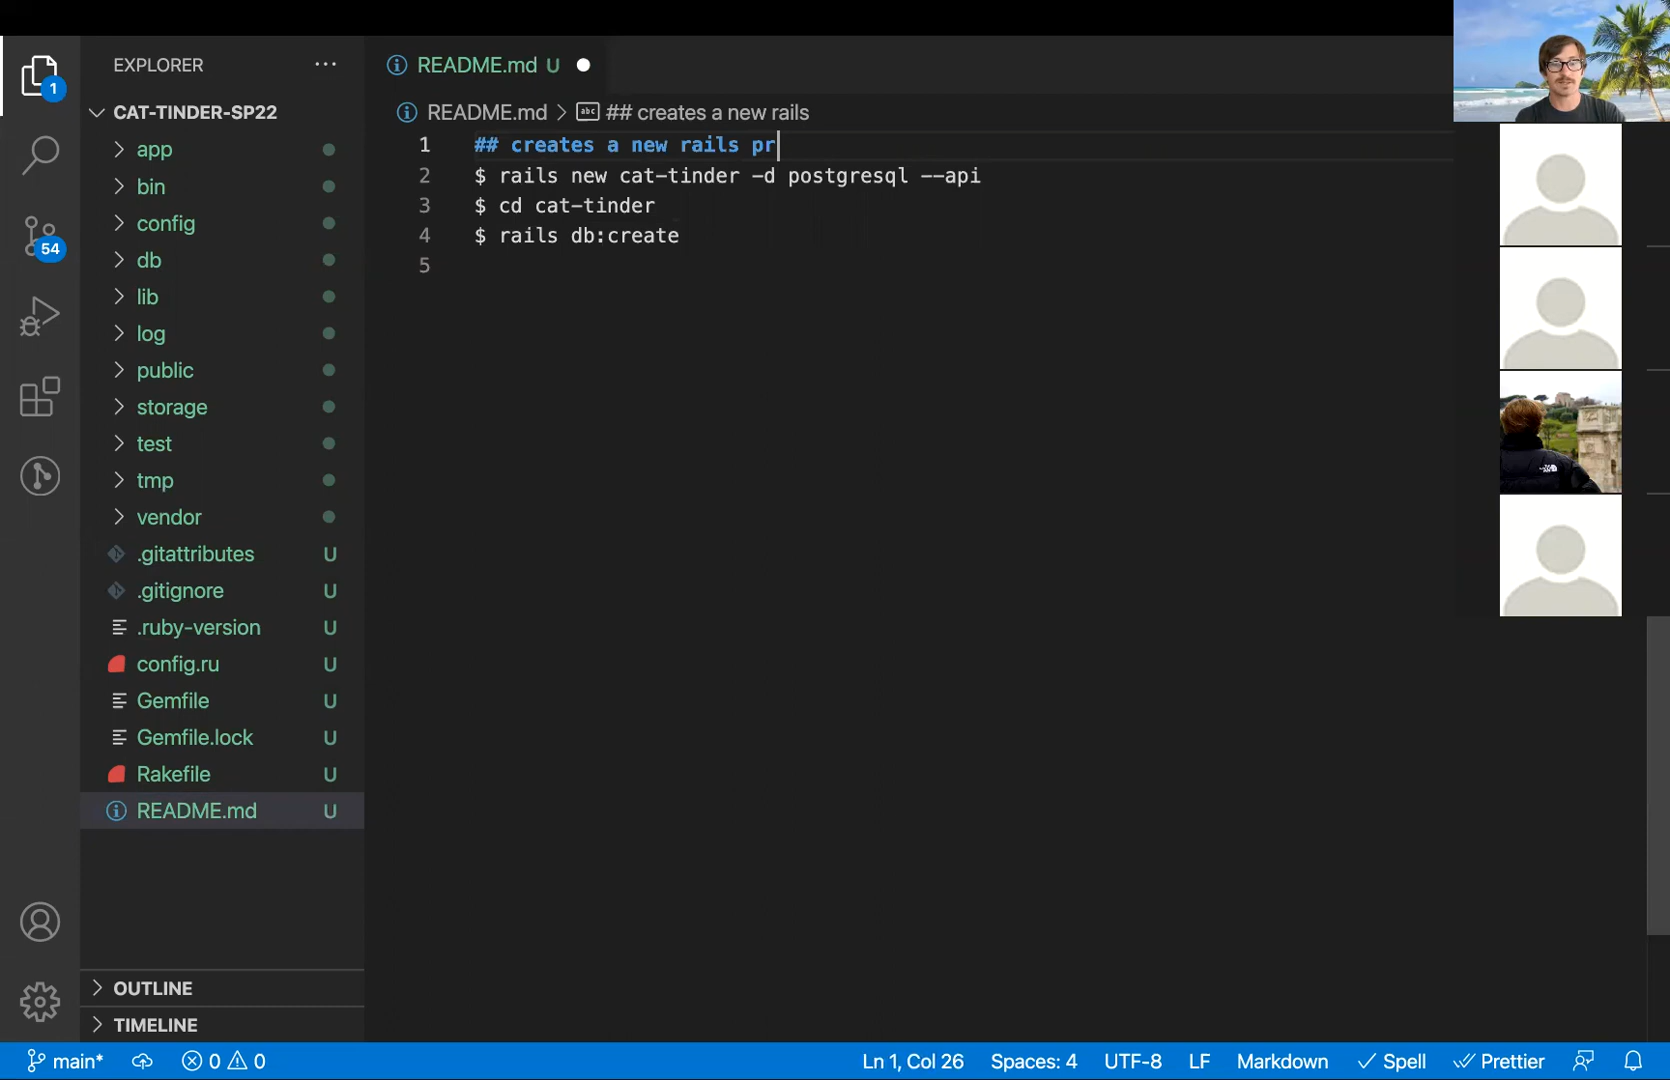 EXPLORER
1
CAT-TINDER-SP22
app
bin
config
54
db
lib
log
public
storage
test
tmp
vendor
.gitattributes U
.gitignore U
.ruby-version U
config.ru U
Gemfile U
Gemfile.lock U
Rakefile U
README.md U
OUTLINE
TIMELINE
README.md U
README.md > ## creates a new rails
1 ## creates a new rails pr
2 $ rails new cat-tinder -d postgresql --api
3 $ cd cat-tinder
4 $ rails db:create
5
main* 0 0 Ln 1, Col 26 Spaces: 4 UTF-8 LF Markdown Spell Prettier